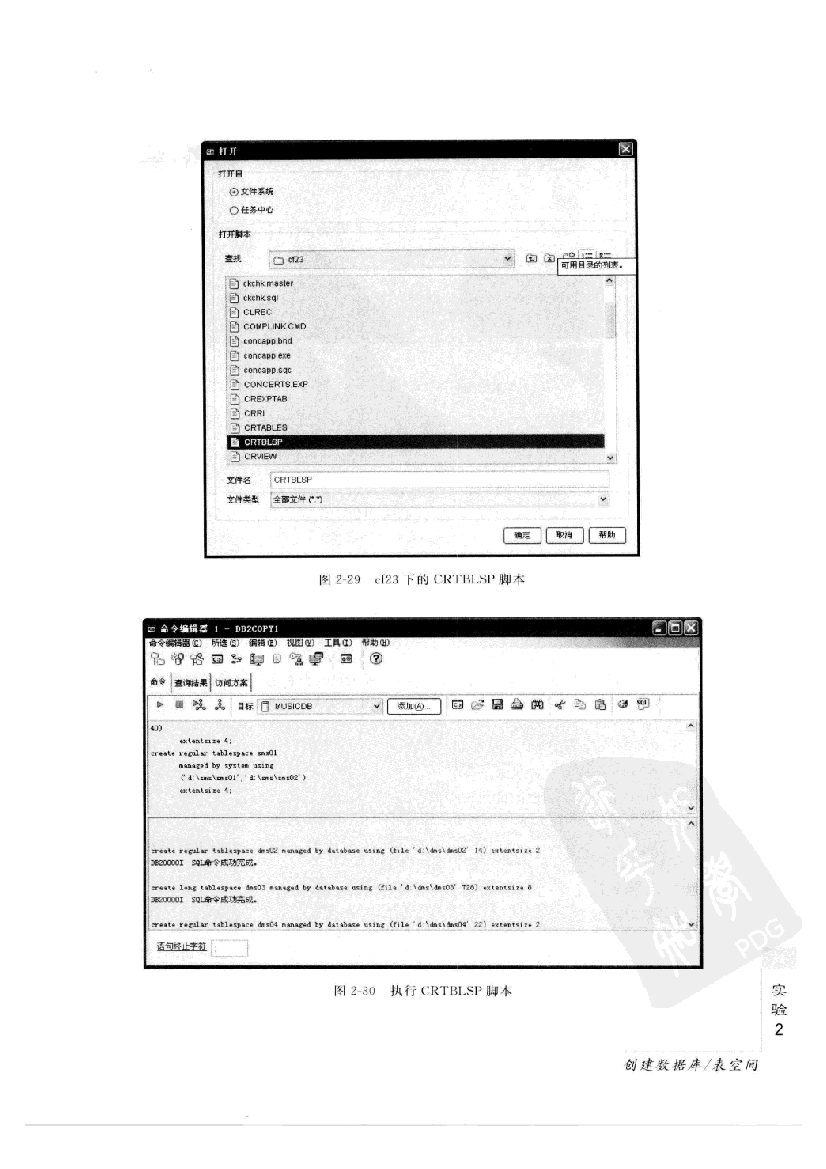 打开
打开自
文件系统
任务中心
打开脚本
查找 cf23
可用目录的列表。
ckchk.master
ckchk.sql
CLREC
COMPLINK.CMD
concapp.bnd
concapp.exe
concapp.sqc
CONCERTS.EXP
CREXPTAB
CRRI
CRTABLES
CRTBLSP
CRVIEW
文件名 CRTBLSP
文件类型 全部文件 (*.*)
确定 取消 帮助
图 2-29 cf23 下的 CRTBLSP 脚本
命令编辑器 1 - DB2COPY1
命令编辑器(C) 所选(S) 编辑(E) 视图(V) 工具(T) 帮助(H)
命令 查询结果 访问方案
目标 MUSICDB 添加(A)...
40)
extentsize 4;
create regular tablespace sms01
managed by system using
('d:\sms\sms01','d:\sms\sms02')
extentsize 4;
create regular tablespace dms02 managed by database using (file 'd:\dms\dms02' 14) extentsize 2
DB20000I SQL命令成功完成。
create long tablespace dms03 managed by database using (file 'd:\dms\dms03' 728) extentsize 8
DB20000I SQL命令成功完成。
create regular tablespace dms04 managed by database using (file 'd:\dms\dms04' 22) extentsize 2
语句终止字符
PDG
图 2-30 执行 CRTBLSP 脚本
实
验
2
创建数据库/表空间